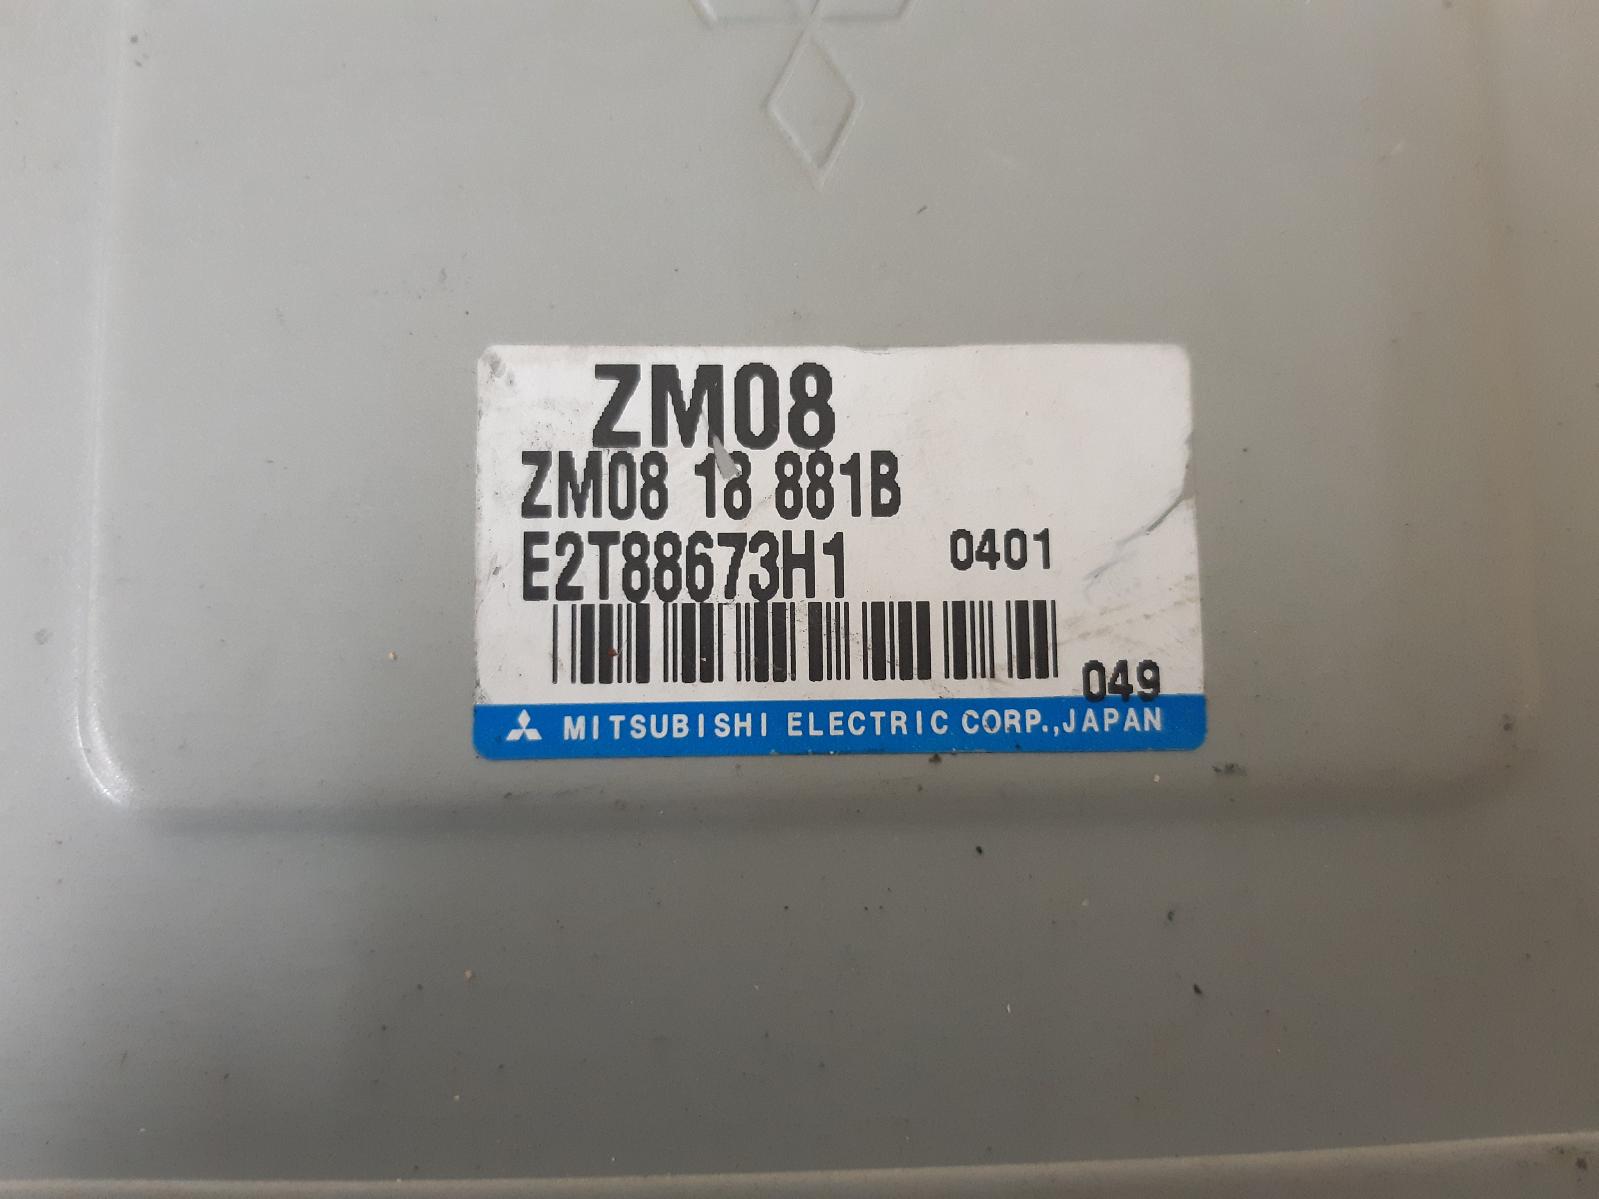 ZM08
ZM08 18 881B
E2T88673H1 0401
049
MITSUBISHI ELECTRIC CORP.,JAPAN